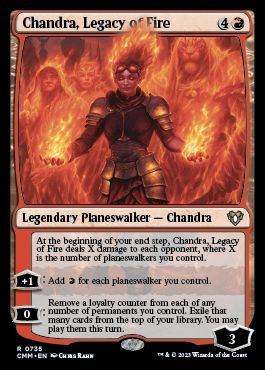 Chandra, Legacy of Fire 4
Legendary Planeswalker — Chandra
At the beginning of your end step, Chandra, Legacy
of Fire deals X damage to each opponent, where X
is the number of planeswalkers you control.
+1: Add for each planeswalker you control.
Remove a loyalty counter from each of any
0: number of permanents you control. Exile that
many cards from the top of your library. You may
play them this turn.
3
R 0735
CMM • EN Chris Rahn
™ & © 2023 Wizards of the Coast